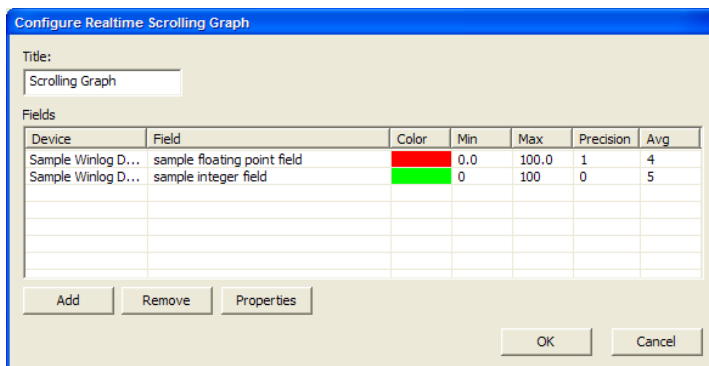 Configure Realtime Scrolling Graph
Title:
Scrolling Graph
Fields
Device Field Color Min Max Precision Avg
Sample Winlog D... sample floating point field 0.0 100.0 1 4
Sample Winlog D... sample integer field 0 100 0 5
Add Remove Properties
OK Cancel